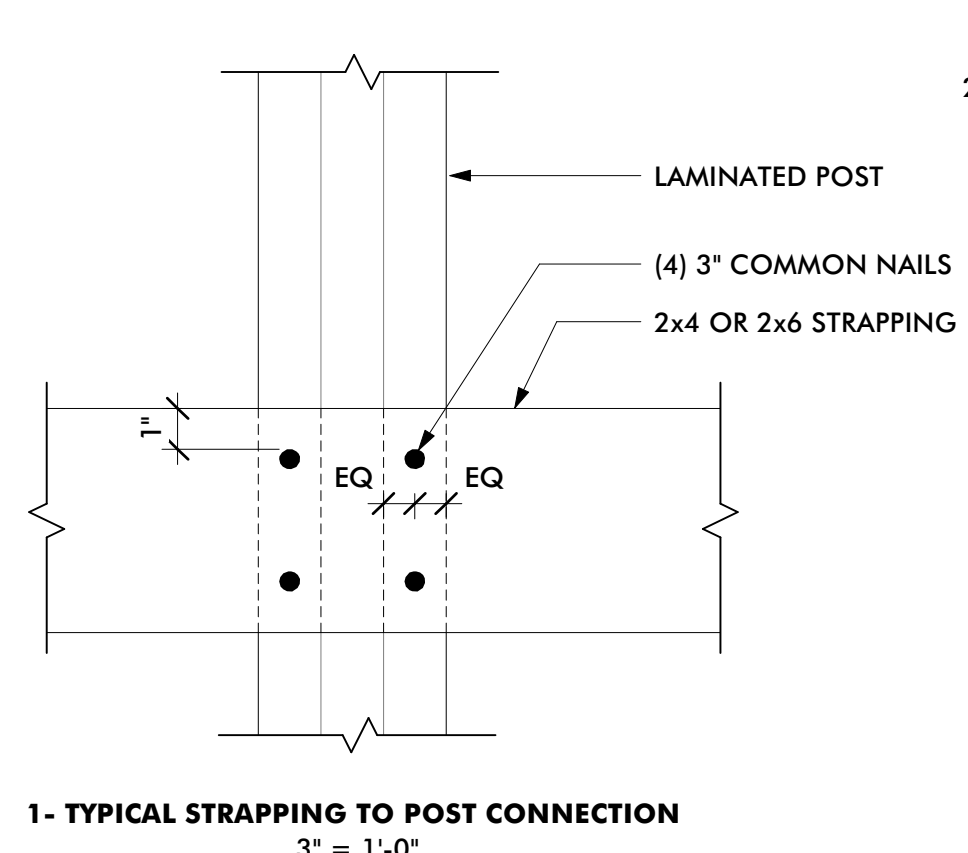 2
LAMINATED POST
(4) 3" COMMON NAILS
2x4 OR 2x6 STRAPPING
1"
EQ EQ
1- TYPICAL STRAPPING TO POST CONNECTION
3" = 1'-0"